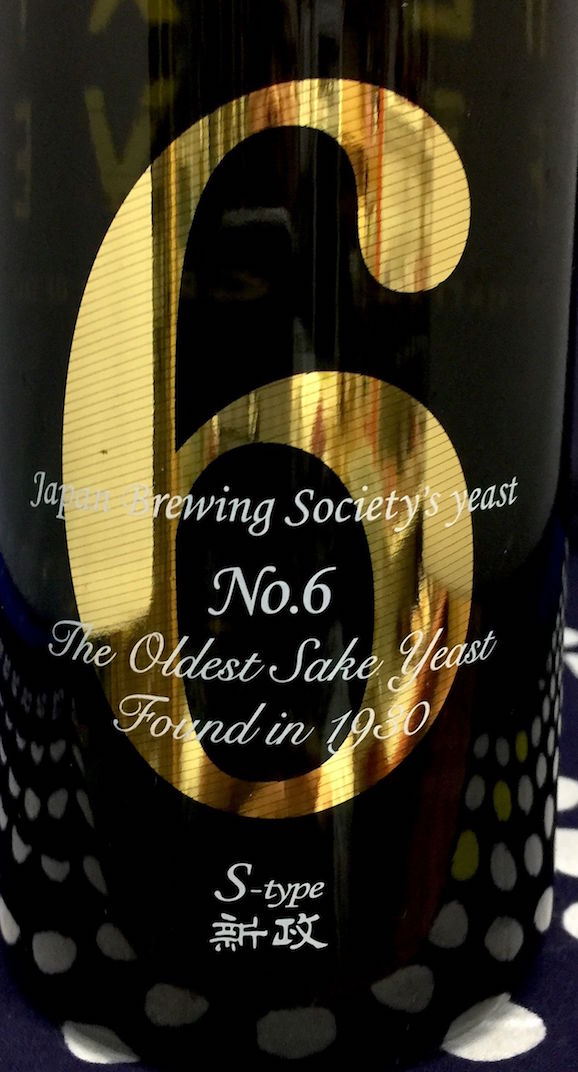 6
Japan Brewing Society's yeast
No.6
The Oldest Sake Yeast
Found in 1930
S-type
新政